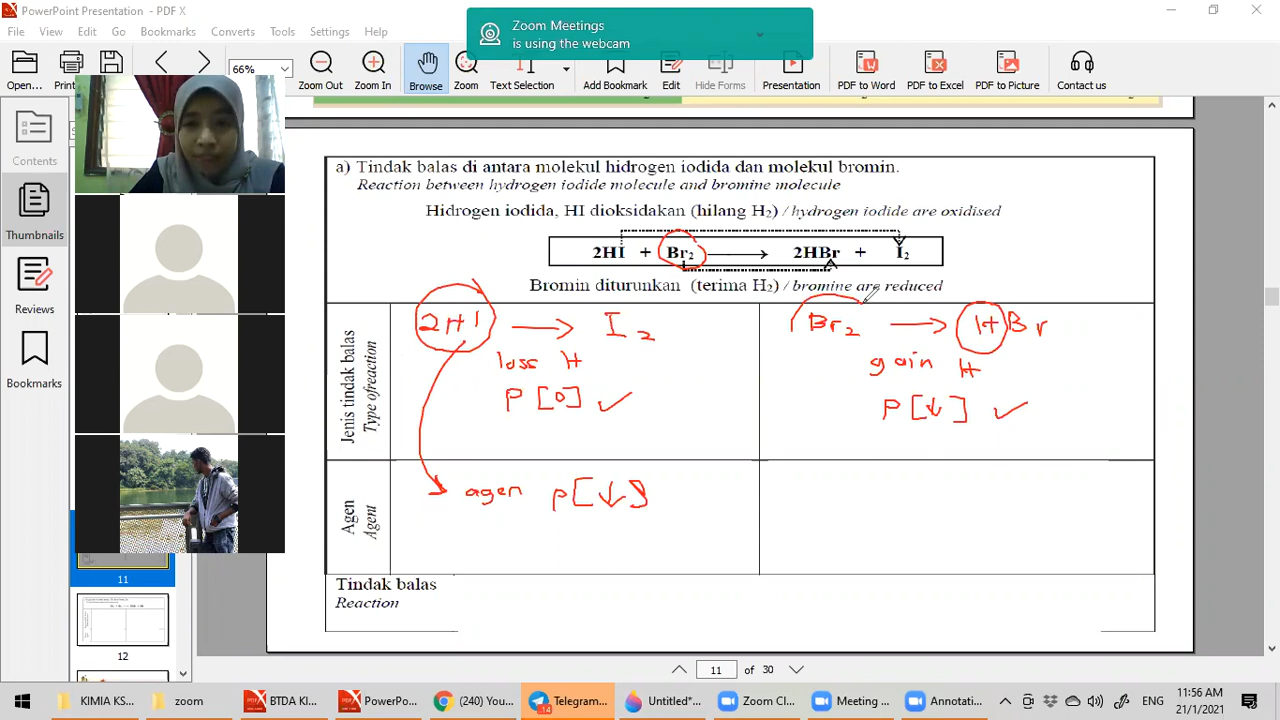 PowerPoint Presentation - PDF X
Zoom Meetings
is using the webcam
File View Edit Go Bookmarks Converts Tools Settings Help
66%
Open... Print Zoom Out Zoom In Browse Zoom Text Selection Add Bookmark Edit Hide Forms Presentation PDF to Word PDF to Excel PDF to Picture Contact us
Contents
Thumbnails
Bookmarks
a) Tindak balas di antara molekul hidrogen iodida dan molekul bromin.
Reaction between hydrogen iodide molecule and bromine molecule
Hidrogen iodida, HI dioksidakan (hilang H₂) / hydrogen iodide are oxidised
2HI + Br₂ → 2HBr + I₂
Bromin diturunkan (terima H₂) / bromine are reduced
Jenis tindak balas
Type ofreaction
2HI → I₂
loss H
P [O] ✓
Br₂ → HBr
gain H
P [↓] ✓
Agen
Agent
agen P[↓]
Tindak balas
Reaction
11
12
11 of 30
KIMIA KS... zoom BTDA KI... PowerPo... (240) You... Telegram... 14 Untitled*... Zoom Cl... Meeting ... Annotati...
ENG
11:56 AM
21/1/2021